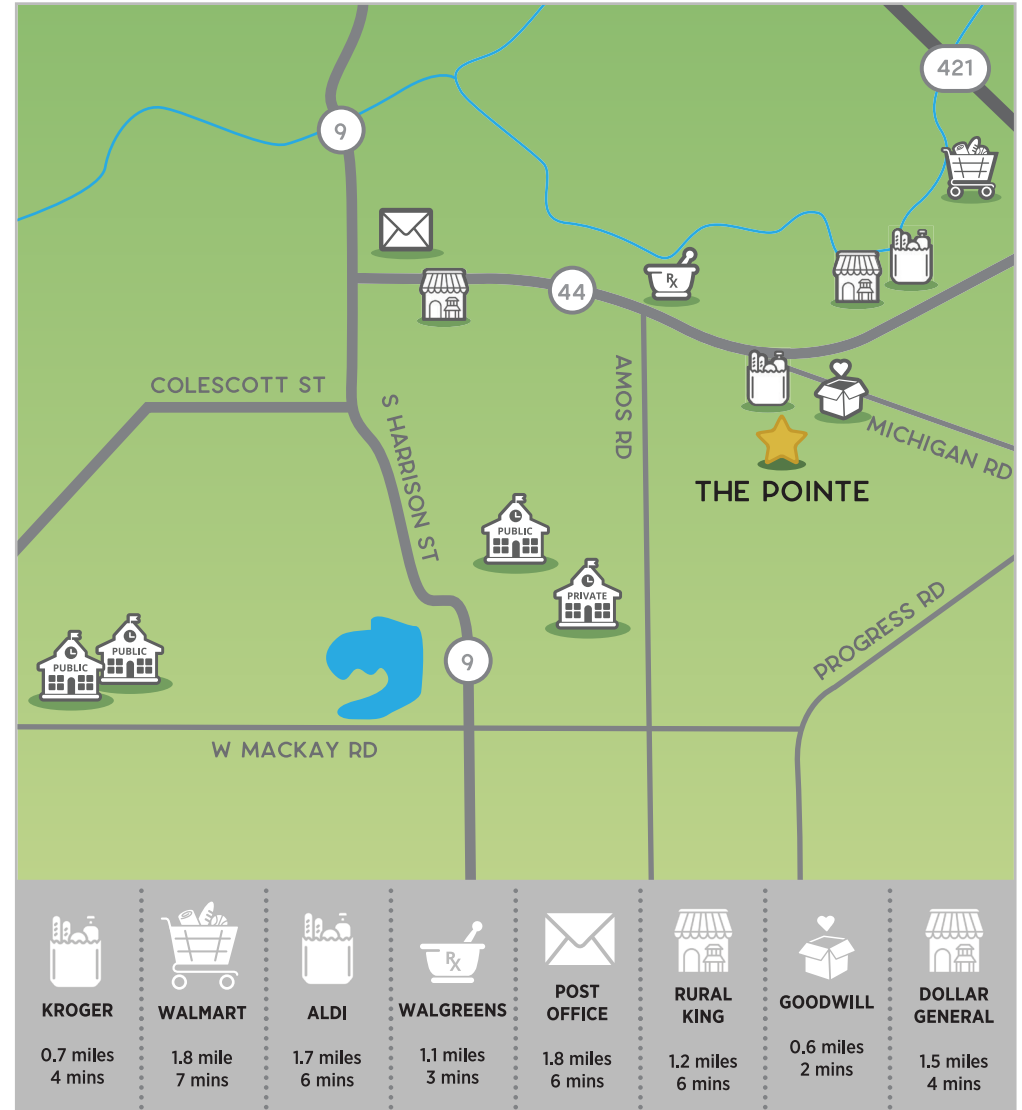 421
9
44
COLESCOTT ST
S HARRISON ST
AMOS RD
MICHIGAN RD
THE POINTE
PUBLIC
PRIVATE
PROGRESS RD
PUBLIC
PUBLIC
9
W MACKAY RD
RX
RX
KROGER
0.7 miles
4 mins
WALMART
1.8 mile
7 mins
ALDI
1.7 miles
6 mins
WALGREENS
1.1 miles
3 mins
POST
OFFICE
1.8 miles
6 mins
RURAL
KING
1.2 miles
6 mins
GOODWILL
0.6 miles
2 mins
DOLLAR
GENERAL
1.5 miles
4 mins